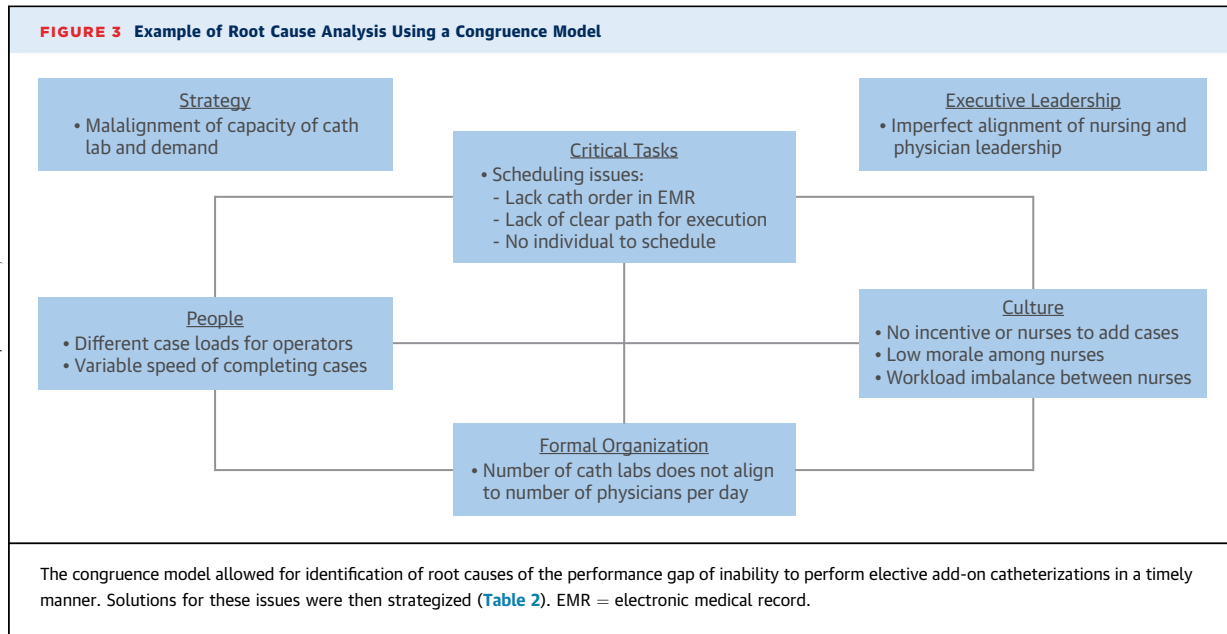 FIGURE 3 Example of Root Cause Analysis Using a Congruence Model
Strategy
• Malalignment of capacity of cath
lab and demand
Executive Leadership
• Imperfect alignment of nursing and
physician leadership
Critical Tasks
• Scheduling issues:
- Lack cath order in EMR
- Lack of clear path for execution
- No individual to schedule
People
• Different case loads for operators
• Variable speed of completing cases
Culture
• No incentive or nurses to add cases
• Low morale among nurses
• Workload imbalance between nurses
Formal Organization
• Number of cath labs does not align
to number of physicians per day
The congruence model allowed for identification of root causes of the performance gap of inability to perform elective add-on catheterizations in a timely
manner. Solutions for these issues were then strategized (Table 2). EMR = electronic medical record.